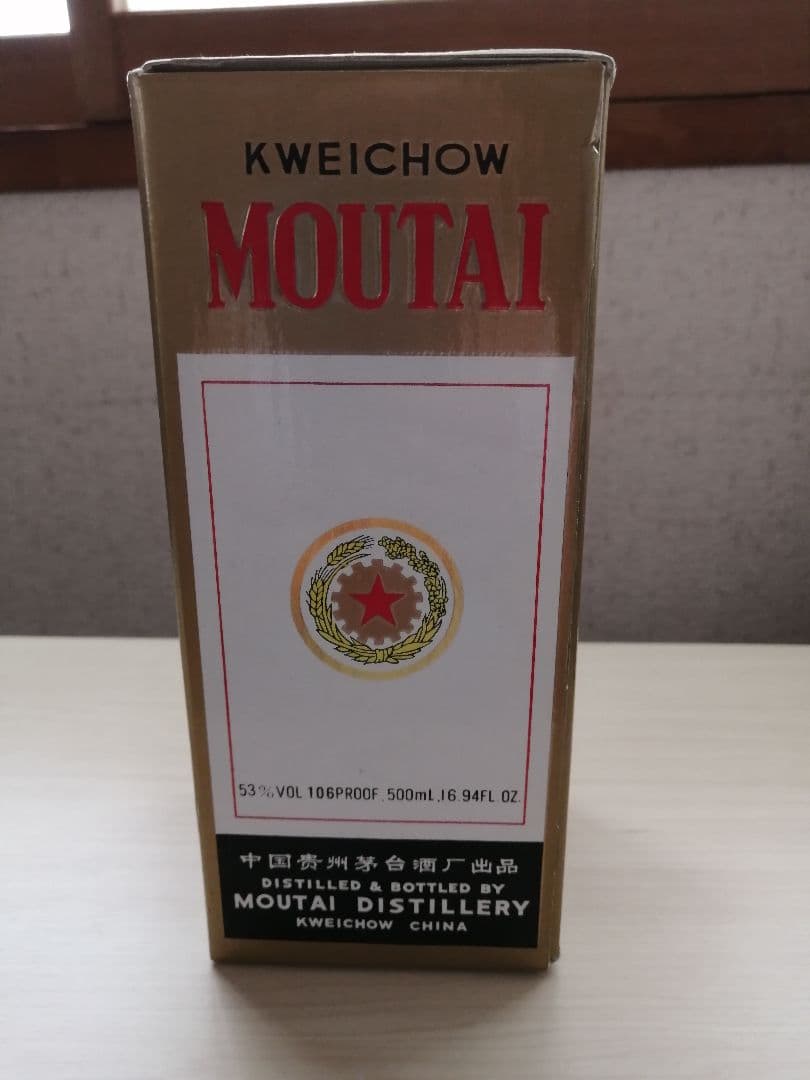 KWEICHOW
MOUTAI
53%VOL 106PROOF. 500mL,16.94FL OZ.
中国贵州茅台酒厂出品
DISTILLED & BOTTLED BY
MOUTAI DISTILLERY
KWEICHOW CHINA